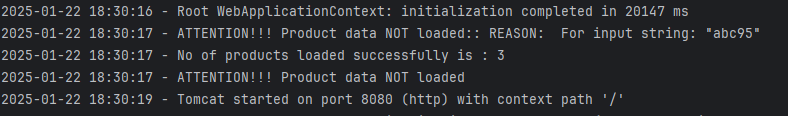 2025-01-22 18:30:16 - Root WebApplicationContext: initialization completed in 20147 ms
2025-01-22 18:30:17 - ATTENTION!!! Product data NOT loaded:: REASON:  For input string: "abc95"
2025-01-22 18:30:17 - No of products loaded successfully is : 3
2025-01-22 18:30:17 - ATTENTION!!! Product data NOT loaded
2025-01-22 18:30:19 - Tomcat started on port 8080 (http) with context path '/'